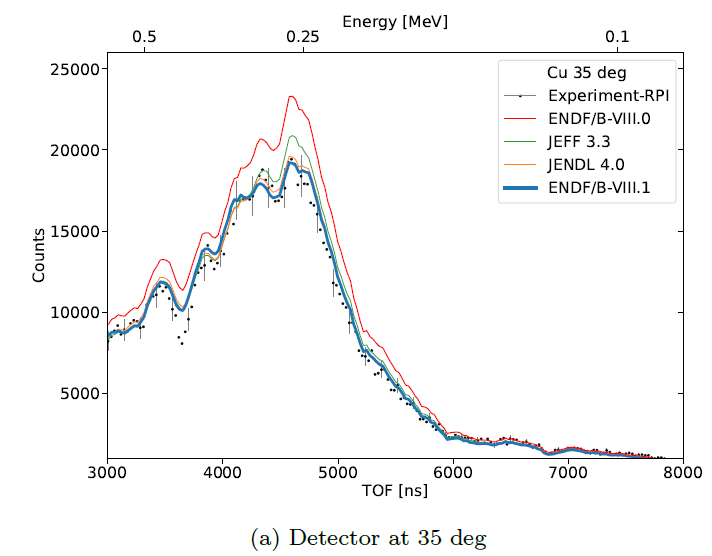 Energy [MeV]
0.5 0.25 0.1
25000
20000
15000
10000
5000
Counts
Cu 35 deg
Experiment-RPI
ENDF/B-VIII.0
JEFF 3.3
JENDL 4.0
ENDF/B-VIII.1
3000 4000 5000 6000 7000 8000
TOF [ns]
(a) Detector at 35 deg